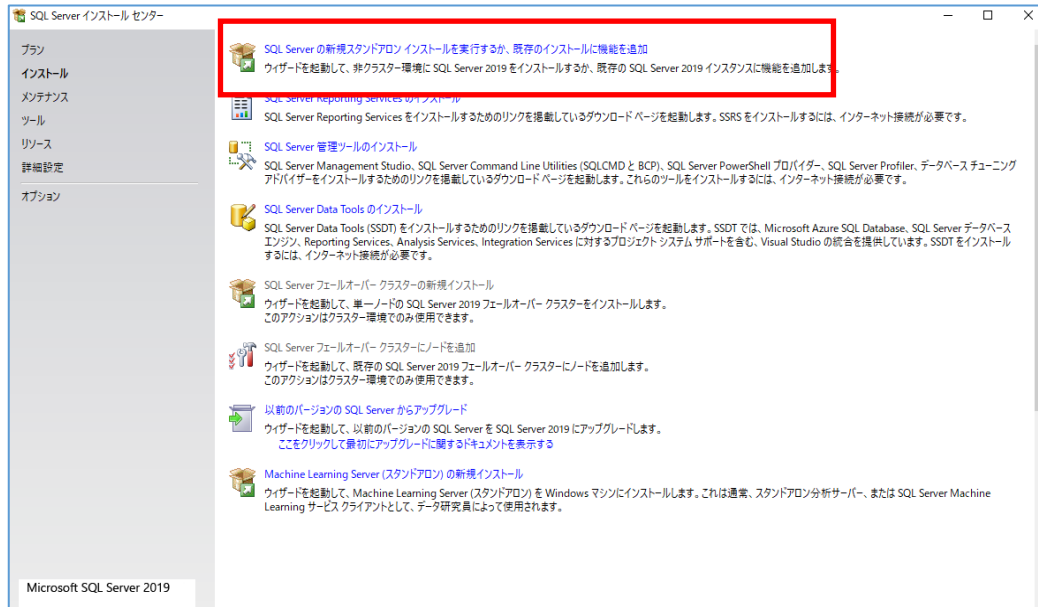 SQL Server インストール センター
プラン
インストール
メンテナンス
ツール
リソース
詳細設定
オプション
Microsoft SQL Server 2019
SQL Server の新規スタンドアロン インストールを実行するか、既存のインストールに機能を追加
ウィザードを起動して、非クラスター環境に SQL Server 2019 をインストールするか、既存の SQL Server 2019 インスタンスに機能を追加します。
SQL Server Reporting Services のインストール
SQL Server Reporting Services をインストールするためのリンクを掲載しているダウンロード ページを起動します。SSRS をインストールするには、インターネット接続が必要です。
SQL Server 管理ツールのインストール
SQL Server Management Studio、SQL Server Command Line Utilities (SQLCMD と BCP)、SQL Server PowerShell プロバイダー、SQL Server Profiler、データベース チューニング
アドバイザーをインストールするためのリンクを掲載しているダウンロード ページを起動します。これらのツールをインストールするには、インターネット接続が必要です。
SQL Server Data Tools のインストール
SQL Server Data Tools (SSDT) をインストールするためのリンクを掲載しているダウンロード ページを起動します。SSDT では、Microsoft Azure SQL Database、SQL Server データベース
エンジン、Reporting Services、Analysis Services、Integration Services に対するプロジェクト システム サポートを含む、Visual Studio の統合を提供しています。SSDT をインストール
するには、インターネット接続が必要です。
SQL Server フェールオーバー クラスターの新規インストール
ウィザードを起動して、単一ノードの SQL Server 2019 フェールオーバー クラスターをインストールします。
このアクションはクラスター環境でのみ使用できます。
SQL Server フェールオーバー クラスターにノードを追加
ウィザードを起動して、既存の SQL Server 2019 フェールオーバー クラスターにノードを追加します。
このアクションはクラスター環境でのみ使用できます。
以前のバージョンの SQL Server からアップグレード
ウィザードを起動して、以前のバージョンの SQL Server を SQL Server 2019 にアップグレードします。
ここをクリックして最初にアップグレードに関するドキュメントを表示する
Machine Learning Server (スタンドアロン) の新規インストール
ウィザードを起動して、Machine Learning Server (スタンドアロン) を Windows マシンにインストールします。これは通常、スタンドアロン分析サーバー、または SQL Server Machine
Learning サービス クライアントとして、データ研究員によって使用されます。